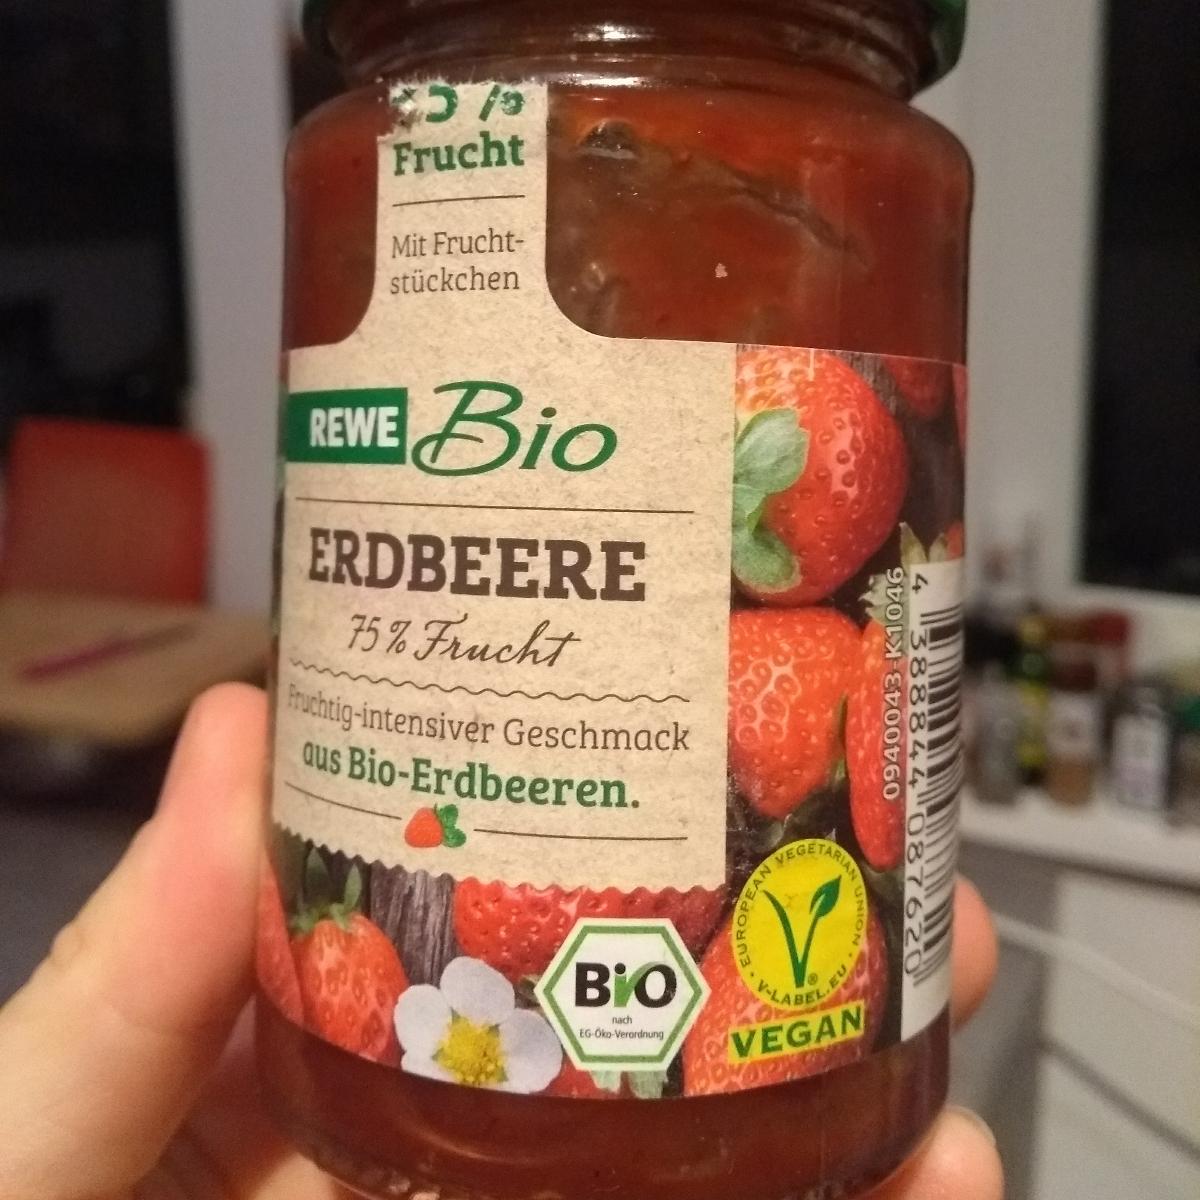 5%
Frucht
Mit Frucht-
stückchen
REWE Bio
ERDBEERE
75% Frucht
Fruchtig-intensiver Geschmack
aus Bio-Erdbeeren.
BiO
nach
EG-Öko-Verordnung
EUROPEAN VEGETARIAN UNION
V-LABEL.EU
®
VEGAN
0940043-K1046
4 388844 087620